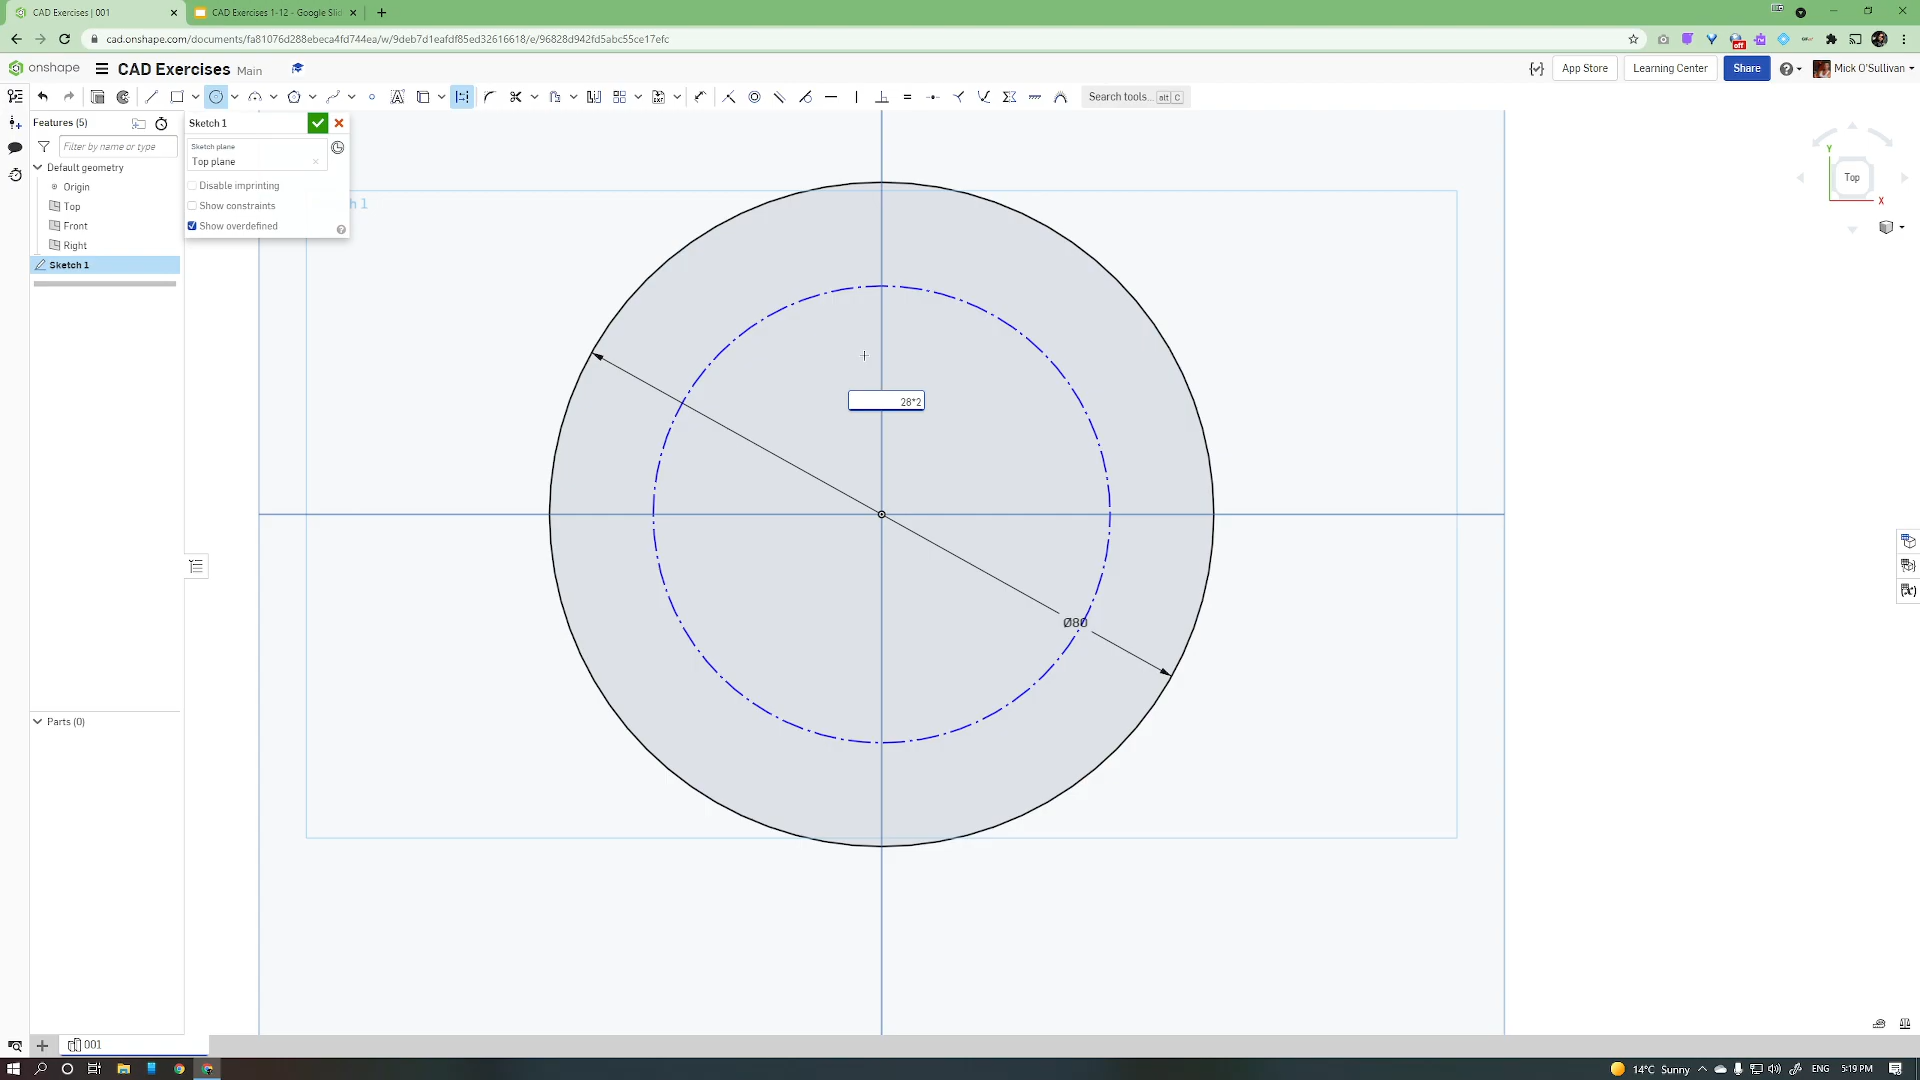 CAD Exercises | 001
CAD Exercises 1-12 - Google Slid
cad.onshape.com/documents/fa81076d288ebeca4fd744ea/w/9deb7d1eafdf85ed32616618/e/96828d942fd5abc55ce17efc
off
onshape
CAD Exercises Main
App Store
Learning Center
Share
Mick O'Sullivan
Search tools... alt C
Features (5)
Sketch 1
Filter by name or type
Sketch plane
Top plane
Default geometry
Disable imprinting
Origin
Show constraints
h 1
Top
Front
Show overdefined
Right
Sketch 1
Y
Top
X
28*2
Ø80
Parts (0)
001
14°C Sunny
ENG
5:19 PM